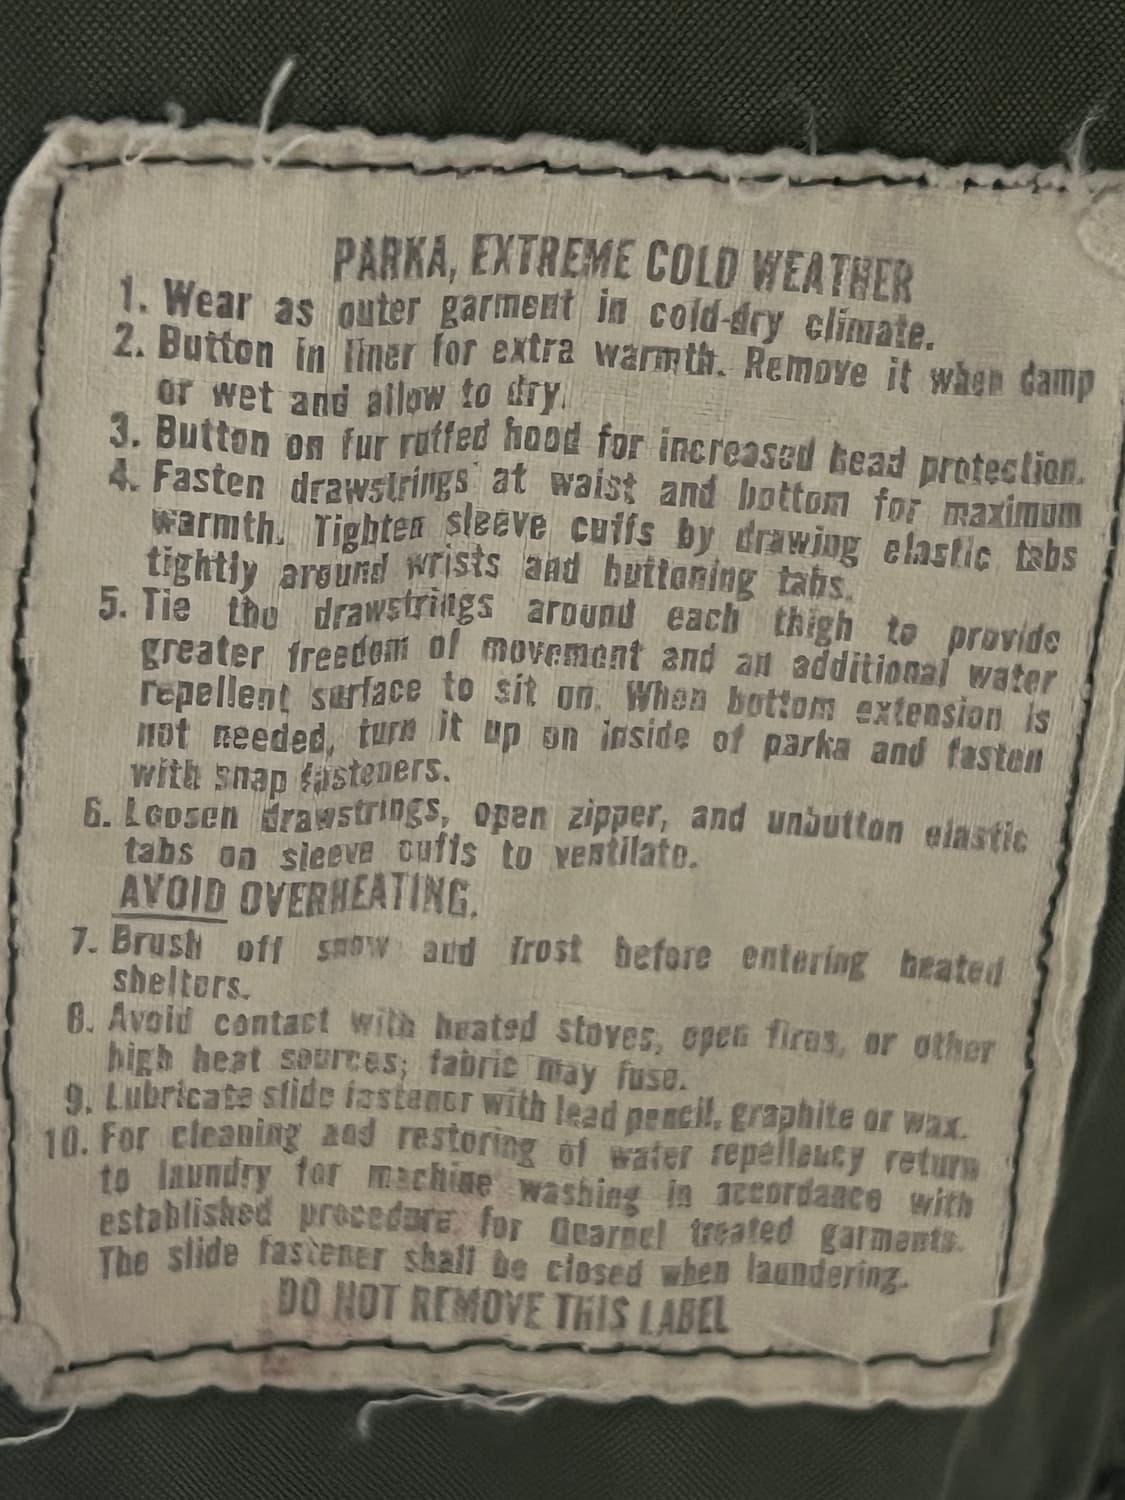 PARKA, EXTREME COLD WEATHER
1. Wear as outer garment in cold-dry climate.
2. Button in liner for extra warmth. Remove it when damp
or wet and allow to dry.
3. Button on fur ruffed hood for increased head protection.
4. Fasten drawstrings at waist and bottom for maximum
warmth. Tighten sleeve cuffs by drawing elastic tabs
tightly around wrists and buttoning tabs.
5. Tie the drawstrings around each thigh to provide
greater freedom of movement and an additional water
repellent surface to sit on. When bottom extension is
not needed, turn it up on inside of parka and fasten
with snap fasteners.
6. Loosen drawstrings, open zipper, and unbutton elastic
tabs on sleeve cuffs to ventilate.
AVOID OVERHEATING.
7. Brush off snow and frost before entering heated
shelters.
8. Avoid contact with heated stoves, open fires, or other
high heat sources; fabric may fuse.
9. Lubricate slide fastener with lead pencil, graphite or wax.
10. For cleaning and restoring of water repellency return
to laundry for machine washing in accordance with
established procedure for Quarpel treated garments.
The slide fastener shall be closed when laundering.
DO NOT REMOVE THIS LABEL